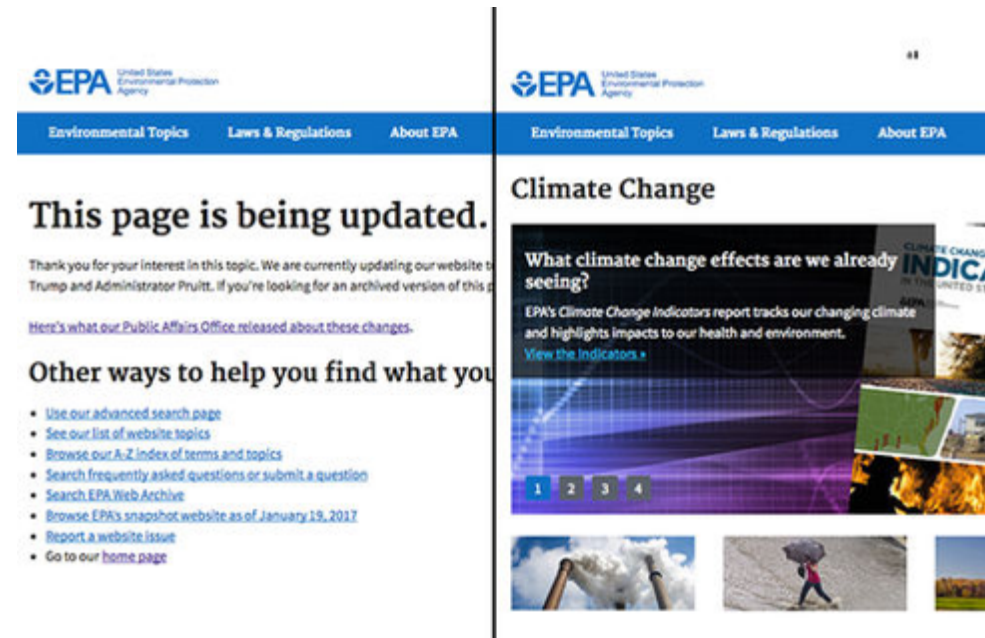 EPA United States
Environmental Protection
Agency
Environmental Topics Laws & Regulations About EPA
This page is being updated.
Thank you for your interest in this topic. We are currently updating our website t
Trump and Administrator Pruitt. If you're looking for an archived version of this p
Here's what our Public Affairs Office released about these changes.
Other ways to help you find what you
Use our advanced search page
See our list of website topics
Browse our A-Z index of terms and topics
Search frequently asked questions or submit a question
Search EPA Web Archive
Browse EPA's snapshot website as of January 19, 2017
Report a website issue
Go to our home page
EPA United States
Environmental Protection
Agency
Environmental Topics Laws & Regulations About EPA
Climate Change
What climate change effects are we already
seeing?
EPA's Climate Change Indicators report tracks our changing climate
and highlights impacts to our health and environment.
View the Indicators »
1 2 3 4
CLIMATE CHANG
INDICA
IN THE UNITED S
EPA